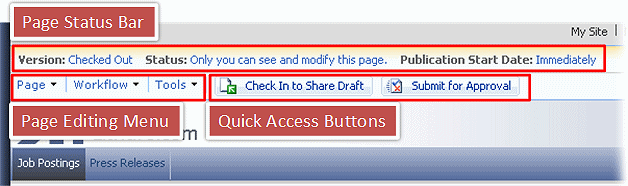 Page Status Bar
My Site
Version: Checked Out Status: Only you can see and modify this page. Publication Start Date: Immediately
Page Workflow Tools Check In to Share Draft Submit for Approval
Page Editing Menu Quick Access Buttons
Job Postings Press Releases